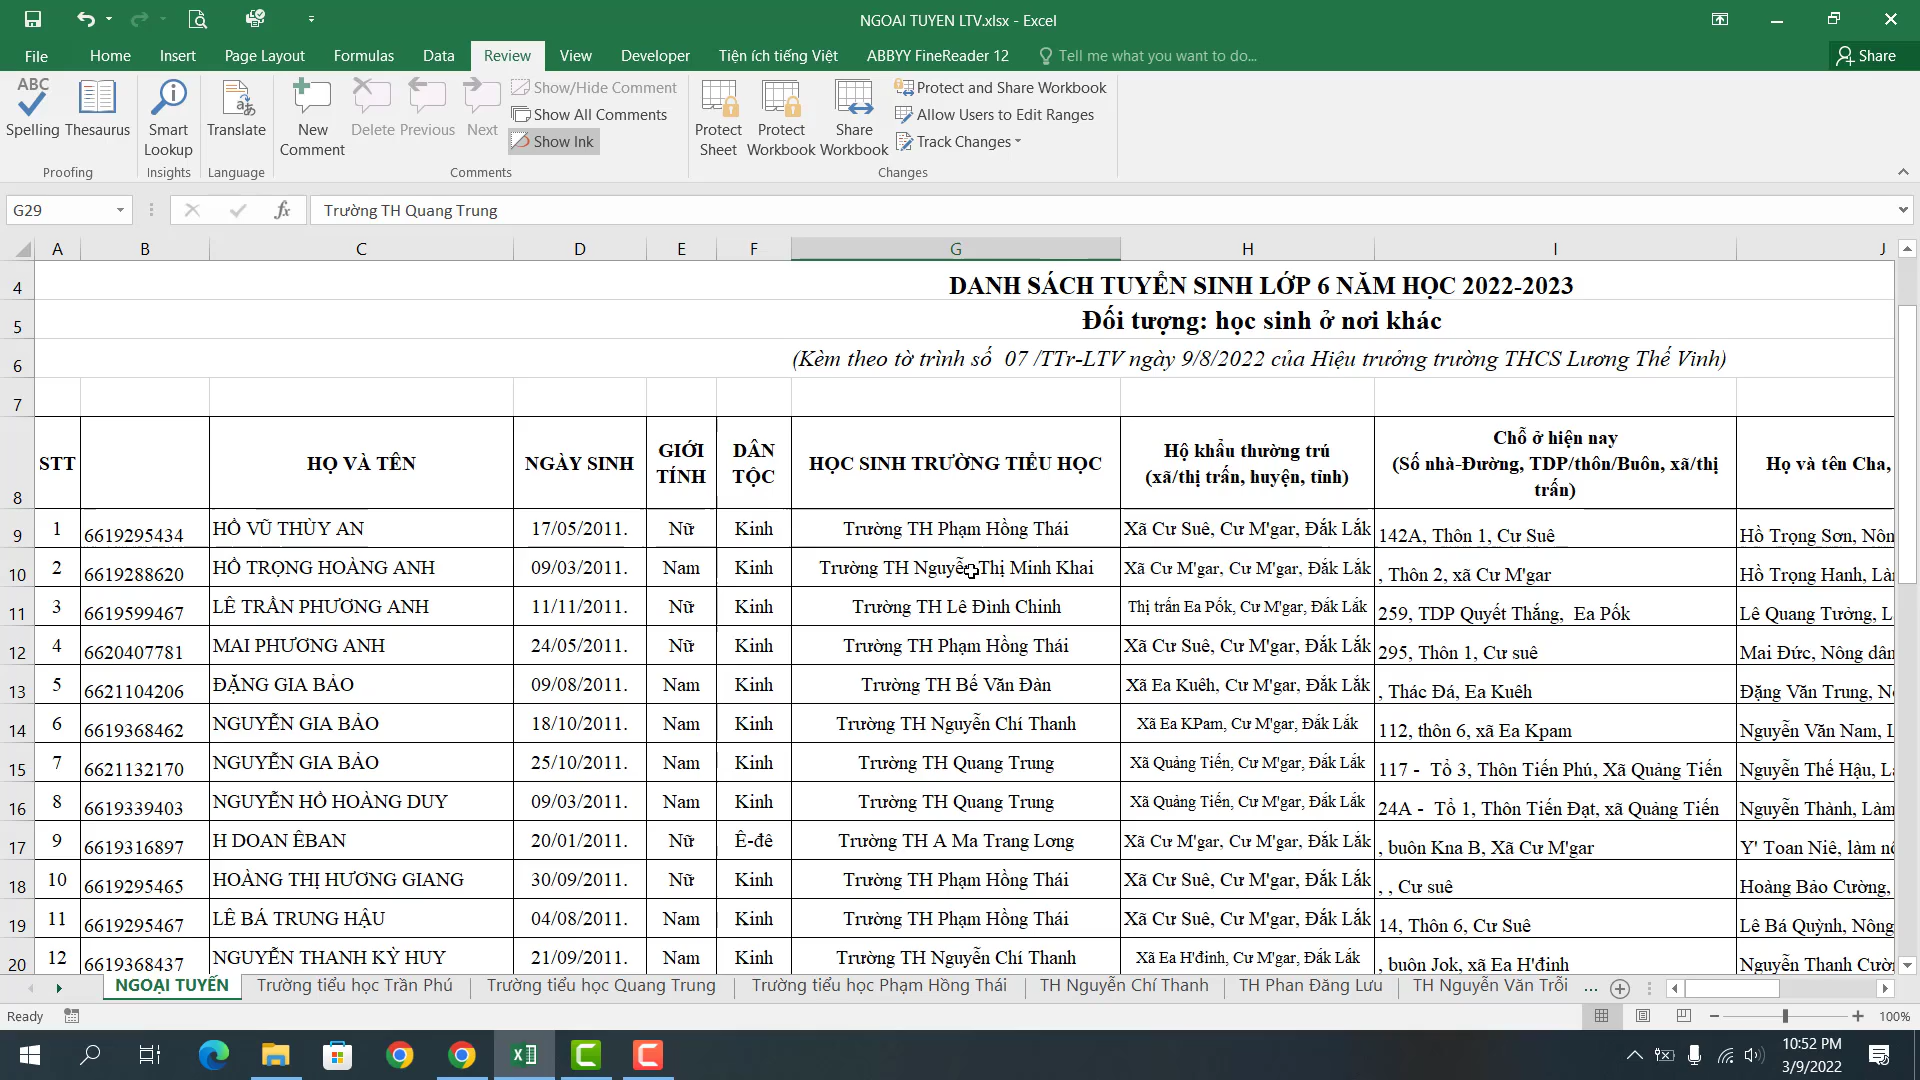 NGOAI TUYEN LTV.xlsx - Excel
File Home Insert Page Layout Formulas Data Review View Developer Tiện ích tiếng Việt ABBYY FineReader 12 Tell me what you want to do... Share
ABC
Spelling Thesaurus
Smart Lookup
Translate
New Comment
Delete Previous Next
Show/Hide Comment
Show All Comments
Show Ink
Protect Sheet
Protect Workbook
Share Workbook
Protect and Share Workbook
Allow Users to Edit Ranges
Track Changes
Proofing Insights Language Comments Changes
G29 fx Trường TH Quang Trung
A B C D E F G H I J
4 DANH SÁCH TUYỂN SINH LỚP 6 NĂM HỌC 2022-2023
5 Đối tượng: học sinh ở nơi khác
6 (Kèm theo tờ trình số 07 /TTr-LTV ngày 9/8/2022 của Hiệu trưởng trường THCS Lương Thế Vinh)
7
8 STT HỌ VÀ TÊN NGÀY SINH GIỚI TÍNH DÂN TỘC HỌC SINH TRƯỜNG TIỂU HỌC Hộ khẩu thường trú (xã/thị trấn, huyện, tỉnh) Chỗ ở hiện nay (Số nhà-Đường, TDP/thôn/Buôn, xã/thị trấn) Họ và tên Cha,
9 1 6619295434 HỒ VŨ THÙY AN 17/05/2011. Nữ Kinh Trường TH Phạm Hồng Thái Xã Cư Suê, Cư M'gar, Đắk Lắk 142A, Thôn 1, Cư Suê Hồ Trọng Sơn, Nôn
10 2 6619288620 HỒ TRỌNG HOÀNG ANH 09/03/2011. Nam Kinh Trường TH Nguyễn Thị Minh Khai Xã Cư M'gar, Cư M'gar, Đắk Lắk , Thôn 2, xã Cư M'gar Hồ Trọng Hanh, Làn
11 3 6619599467 LÊ TRẦN PHƯƠNG ANH 11/11/2011. Nữ Kinh Trường TH Lê Đình Chinh Thị trấn Ea Pốk, Cư M'gar, Đắk Lắk 259, TDP Quyết Thắng, Ea Pốk Lê Quang Tưởng, L
12 4 6620407781 MAI PHƯƠNG ANH 24/05/2011. Nữ Kinh Trường TH Phạm Hồng Thái Xã Cư Suê, Cư M'gar, Đắk Lắk 295, Thôn 1, Cư suê Mai Đức, Nông dân
13 5 6621104206 ĐẶNG GIA BẢO 09/08/2011. Nam Kinh Trường TH Bế Văn Đàn Xã Ea Kuêh, Cư M'gar, Đắk Lắk , Thác Đá, Ea Kuêh Đặng Văn Trung, N
14 6 6619368462 NGUYỄN GIA BẢO 18/10/2011. Nam Kinh Trường TH Nguyễn Chí Thanh Xã Ea KPam, Cư M'gar, Đắk Lắk 112, thôn 6, xã Ea Kpam Nguyễn Văn Nam, L
15 7 6621132170 NGUYỄN GIA BẢO 25/10/2011. Nam Kinh Trường TH Quang Trung Xã Quảng Tiến, Cư M'gar, Đắk Lắk 117 - Tổ 3, Thôn Tiến Phú, Xã Quảng Tiến Nguyễn Thế Hậu, L
16 8 6619339403 NGUYỄN HỒ HOÀNG DUY 09/03/2011. Nam Kinh Trường TH Quang Trung Xã Quảng Tiến, Cư M'gar, Đắk Lắk 24A - Tổ 1, Thôn Tiến Đạt, xã Quảng Tiến Nguyễn Thành, Làm
17 9 6619316897 H DOAN ÊBAN 20/01/2011. Nữ Ê-đê Trường TH A Ma Trang Lơng Xã Cư M'gar, Cư M'gar, Đắk Lắk , buôn Kna B, Xã Cư M'gar Y' Toan Niê, làm nô
18 10 6619295465 HOÀNG THỊ HƯƠNG GIANG 30/09/2011. Nữ Kinh Trường TH Phạm Hồng Thái Xã Cư Suê, Cư M'gar, Đắk Lắk , , Cư suê Hoàng Bảo Cường,
19 11 6619295467 LÊ BÁ TRUNG HẬU 04/08/2011. Nam Kinh Trường TH Phạm Hồng Thái Xã Cư Suê, Cư M'gar, Đắk Lắk 14, Thôn 6, Cư Suê Lê Bá Quỳnh, Nông
20 12 6619368437 NGUYỄN THANH KỲ HUY 21/09/2011. Nam Kinh Trường TH Nguyễn Chí Thanh Xã Ea H'đinh, Cư M'gar, Đắk Lắk , buôn Jok, xã Ea H'đinh Nguyễn Thanh Cườn
NGOẠI TUYẾN Trường tiểu học Trần Phú Trường tiểu học Quang Trung Trường tiểu học Phạm Hồng Thái TH Nguyễn Chí Thanh TH Phan Đăng Lưu TH Nguyễn Văn Trỗi ...
Ready 100%
10:52 PM
3/9/2022